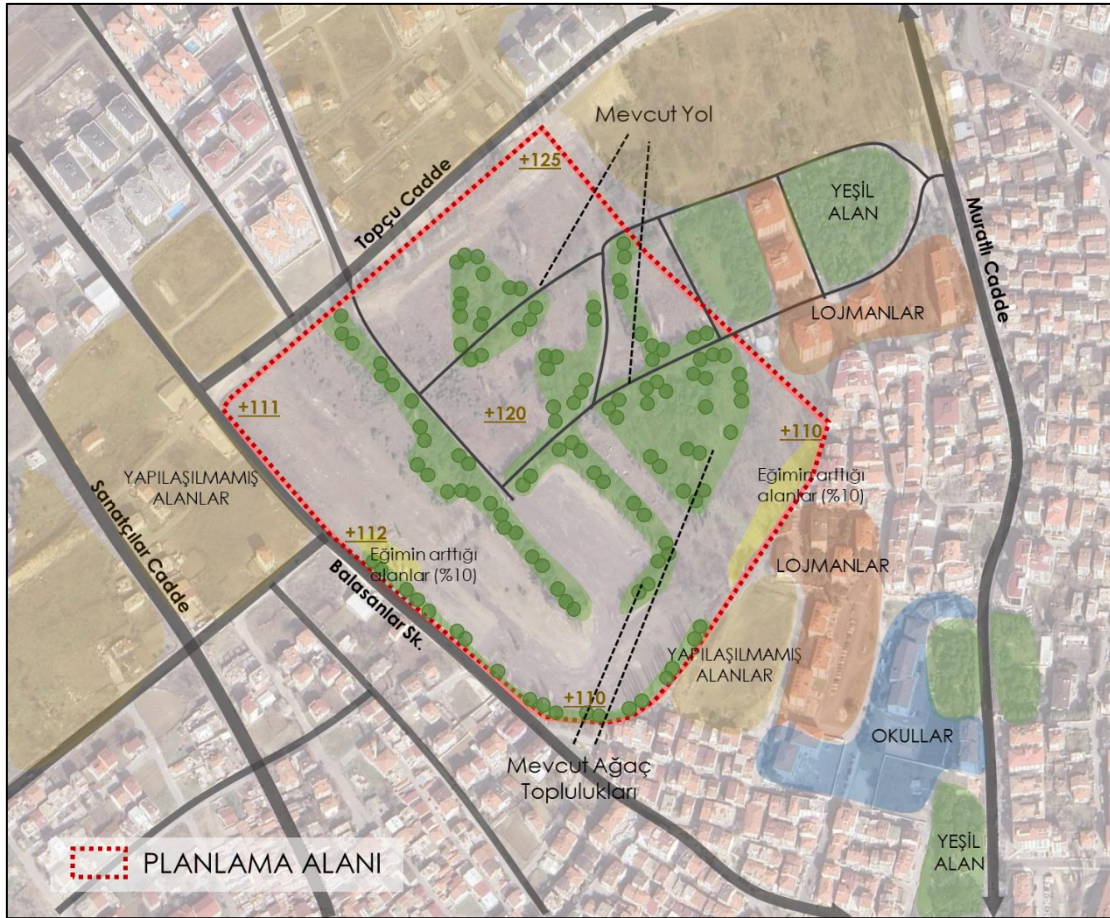 Mevcut Yol
+125
Topçu Cadde
YEŞİL
ALAN
Muratlı Cadde
LOJMANLAR
+111
+120
+110
YAPILAŞILMAMIŞ
ALANLAR
Eğimin arttığı
alanlar (%10)
Sanatçılar Cadde
+112
Eğimin arttığı
alanlar (%10)
Balasanlar Sk.
LOJMANLAR
YAPILAŞILMAMIŞ
ALANLAR
+110
OKULLAR
Mevcut Ağaç
Toplulukları
YEŞİL
ALAN
PLANLAMA ALANI